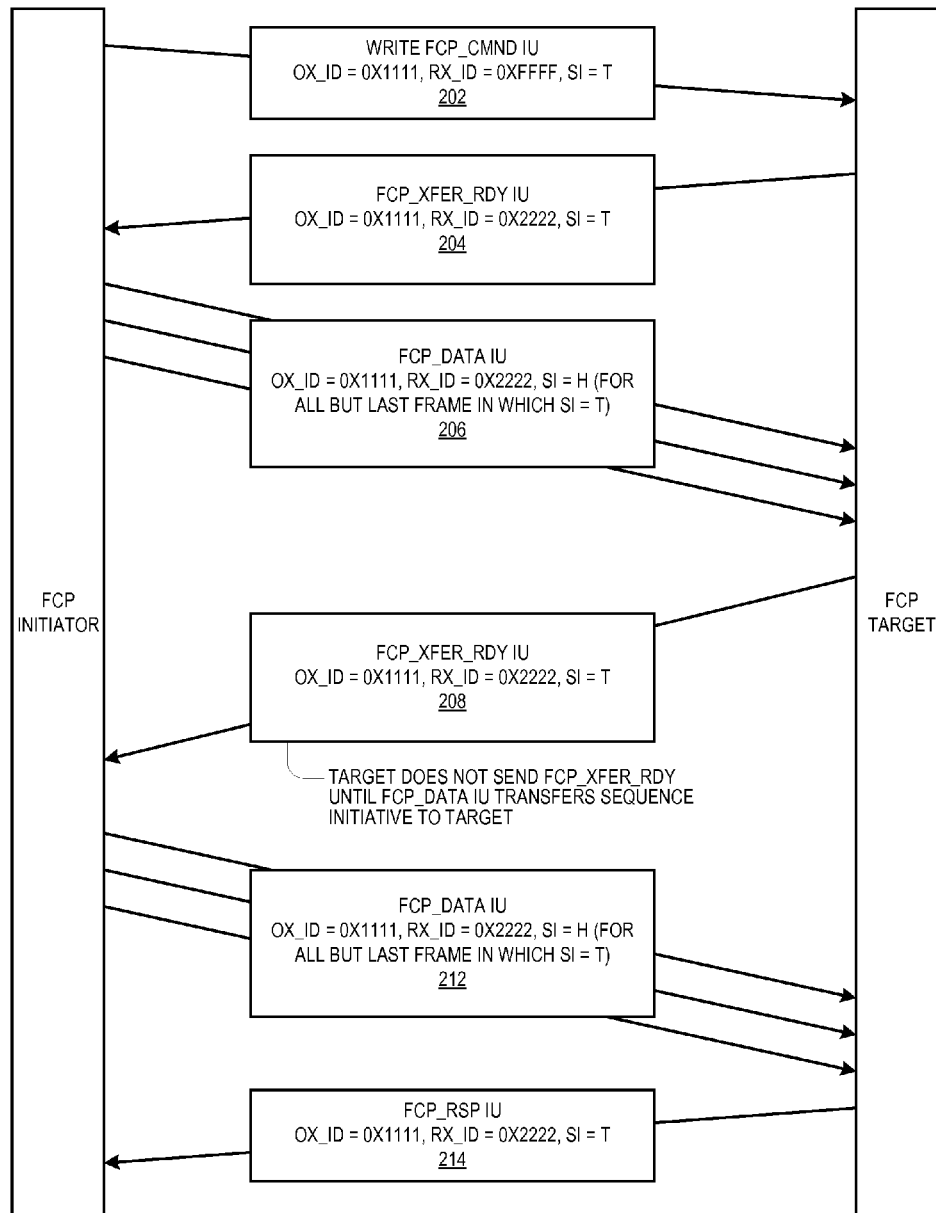 WRITE FCP_CMND IU
OX_ID = 0X1111, RX_ID = 0XFFFF, SI = T
202
FCP_XFER_RDY IU
OX_ID = 0X1111, RX_ID = 0X2222, SI = T
204
FCP_DATA IU
OX_ID = 0X1111, RX_ID = 0X2222, SI = H (FOR
ALL BUT LAST FRAME IN WHICH SI = T)
206
FCP
INITIATOR
FCP
TARGET
FCP_XFER_RDY IU
OX_ID = 0X1111, RX_ID = 0X2222, SI = T
208
TARGET DOES NOT SEND FCP_XFER_RDY
UNTIL FCP_DATA IU TRANSFERS SEQUENCE
INITIATIVE TO TARGET
FCP_DATA IU
OX_ID = 0X1111, RX_ID = 0X2222, SI = H (FOR
ALL BUT LAST FRAME IN WHICH SI = T)
212
FCP_RSP IU
OX_ID = 0X1111, RX_ID = 0X2222, SI = T
214